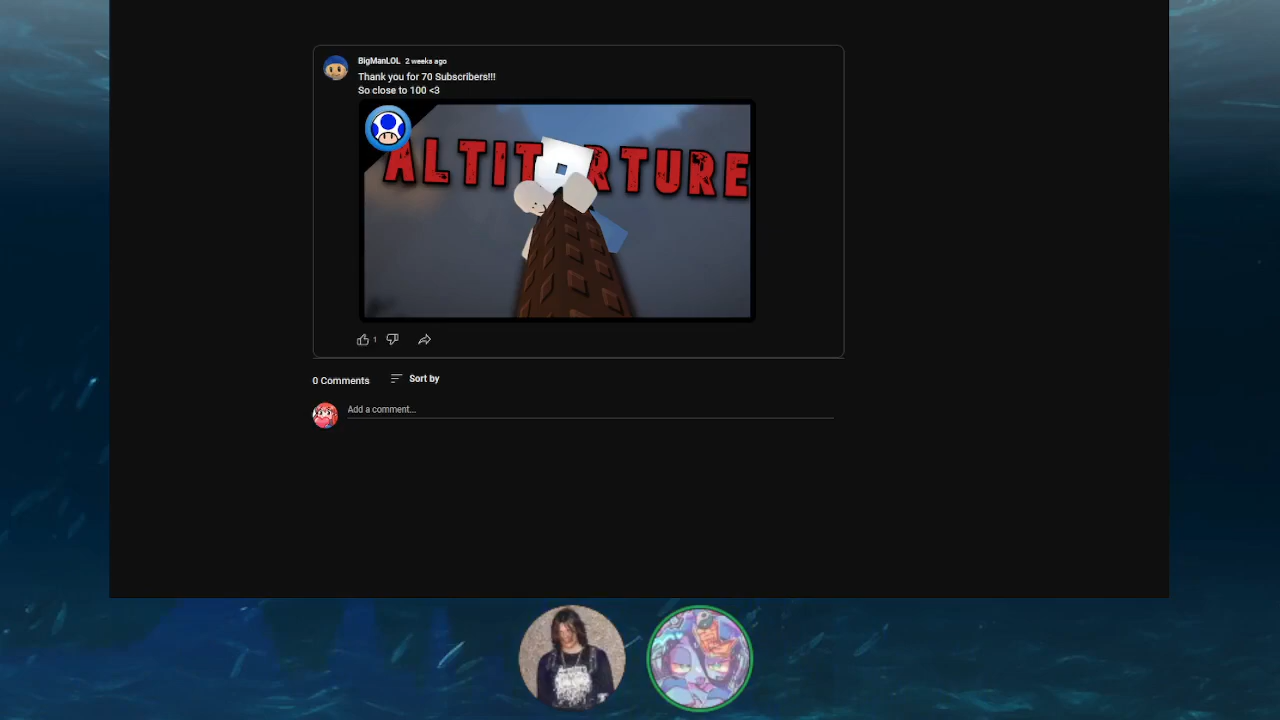 BigManLOL 2 weeks ago
Thank you for 70 Subscribers!!!
So close to 100 <3
ALTIT RTURE
1
0 Comments
Sort by
Add a comment...